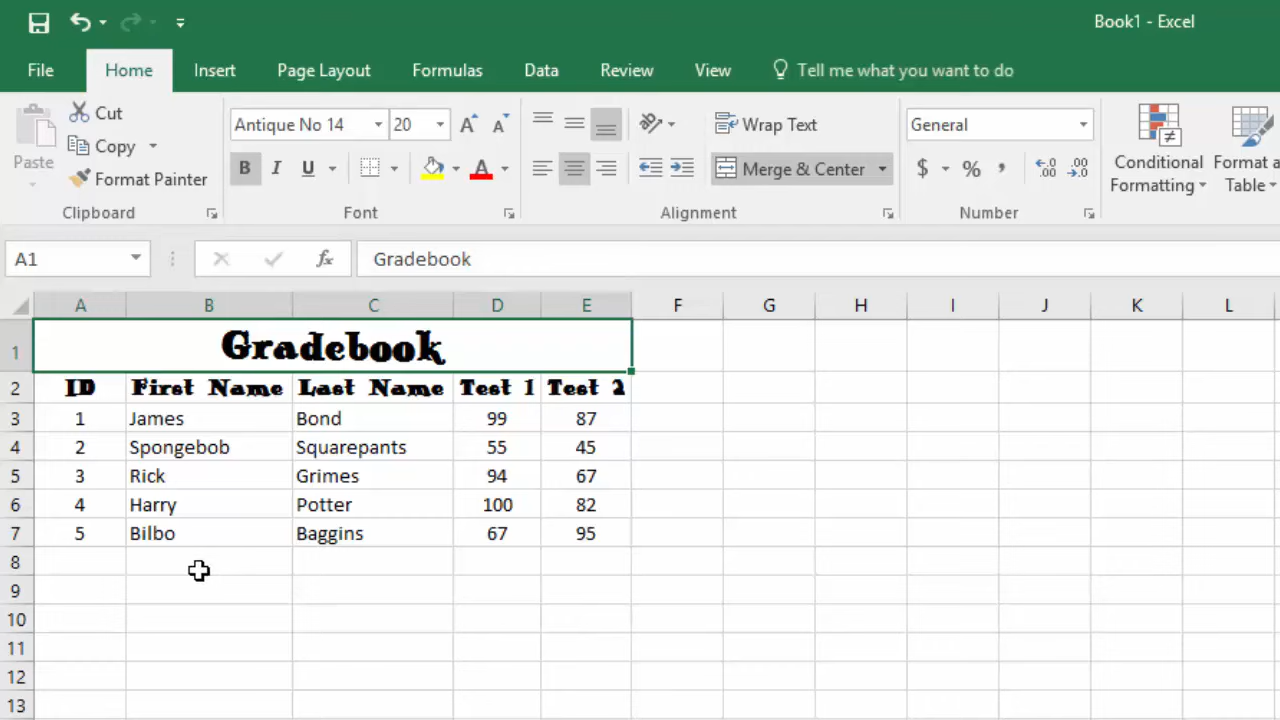 Book1 - Excel
File Home Insert Page Layout Formulas Data Review View Tell me what you want to do
Paste
Cut
Copy
Format Painter
Clipboard
Antique No 14 20
B I U A
Font
Wrap Text
Merge & Center
Alignment
General
$ % ,
Number
Conditional
Formatting
Format a
Table
A1 fx Gradebook
A B C D E F G H I J K L
1 Gradebook
2 ID First Name Last Name Test 1 Test 2
3 1 James Bond 99 87
4 2 Spongebob Squarepants 55 45
5 3 Rick Grimes 94 67
6 4 Harry Potter 100 82
7 5 Bilbo Baggins 67 95
8
9
10
11
12
13